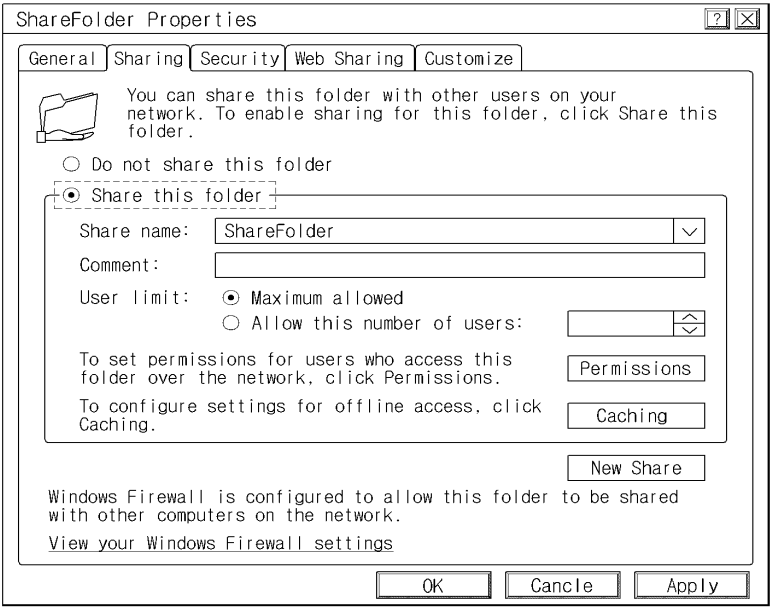 ShareFolder Properties
?
General Sharing Security Web Sharing Customize
You can share this folder with other users on your
network. To enable sharing for this folder, click Share this
folder.
Do not share this folder
Share this folder
Share name: ShareFolder
Comment:
User limit: Maximum allowed
Allow this number of users:
To set permissions for users who access this
folder over the network, click Permissions.
Permissions
To configure settings for offline access, click
Caching.
Caching
New Share
Windows Firewall is configured to allow this folder to be shared
with other computers on the network.
View your Windows Firewall settings
OK Cancle Apply